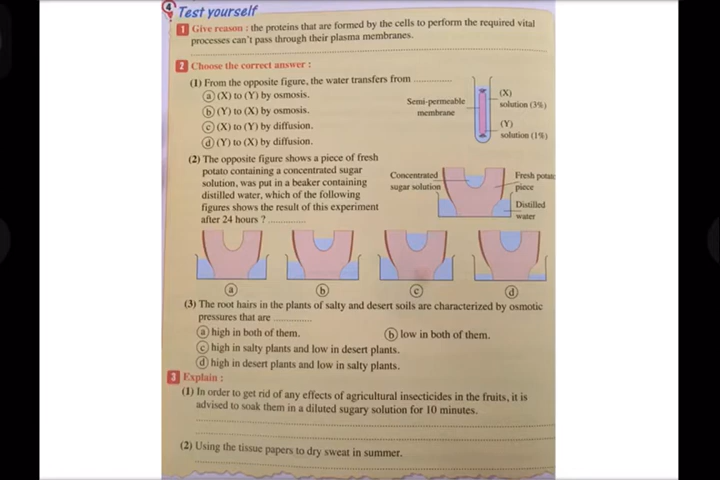 4 Test yourself
1 Give reason : the proteins that are formed by the cells to perform the required vital
processes can't pass through their plasma membranes.
2 Choose the correct answer :
(1) From the opposite figure, the water transfers from ..............
a (X) to (Y) by osmosis.
b (Y) to (X) by osmosis.
c (X) to (Y) by diffusion.
d (Y) to (X) by diffusion.
Semi-permeable
membrane
(X)
solution (3%)
(Y)
solution (1%)
(2) The opposite figure shows a piece of fresh
potato containing a concentrated sugar
solution, was put in a beaker containing
distilled water, which of the following
figures shows the result of this experiment
after 24 hours ? ..............
Concentrated
sugar solution
Fresh potato
piece
Distilled
water
a
b
c
d
(3) The root hairs in the plants of salty and desert soils are characterized by osmotic
pressures that are ..............
a high in both of them.
b low in both of them.
c high in salty plants and low in desert plants.
d high in desert plants and low in salty plants.
3 Explain :
(1) In order to get rid of any effects of agricultural insecticides in the fruits, it is
advised to soak them in a diluted sugary solution for 10 minutes.
(2) Using the tissue papers to dry sweat in summer.